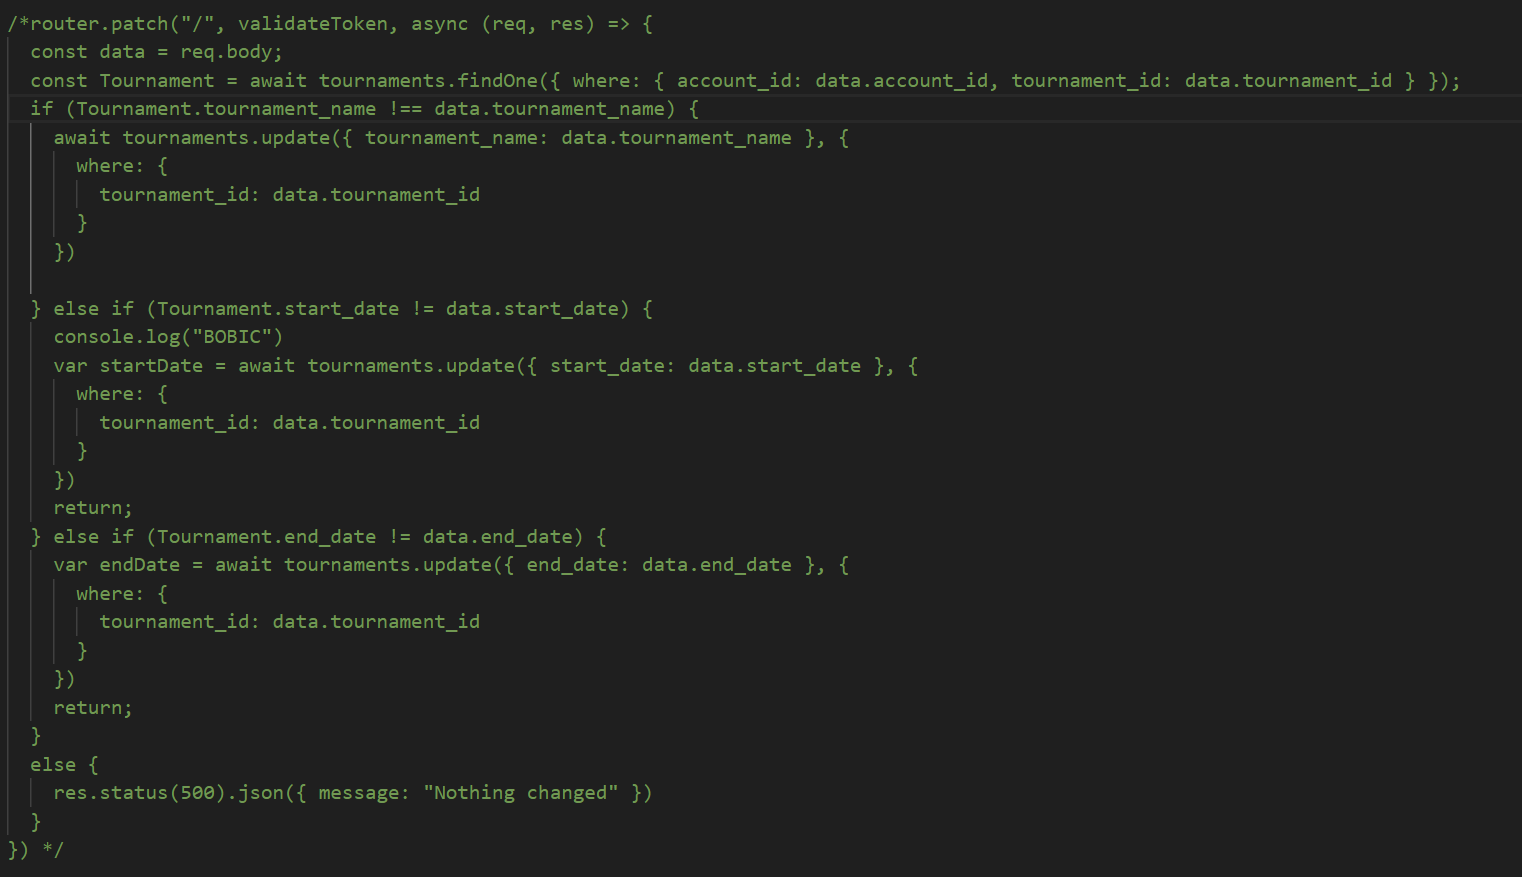 /*router.patch("/", validateToken, async (req, res) => {
  const data = req.body;
  const Tournament = await tournaments.findOne({ where: { account_id: data.account_id, tournament_id: data.tournament_id } });
  if (Tournament.tournament_name !== data.tournament_name) {
    await tournaments.update({ tournament_name: data.tournament_name }, {
      where: {
        tournament_id: data.tournament_id
      }
    })

  } else if (Tournament.start_date != data.start_date) {
    console.log("BOBIC")
    var startDate = await tournaments.update({ start_date: data.start_date }, {
      where: {
        tournament_id: data.tournament_id
      }
    })
    return;
  } else if (Tournament.end_date != data.end_date) {
    var endDate = await tournaments.update({ end_date: data.end_date }, {
      where: {
        tournament_id: data.tournament_id
      }
    })
    return;
  }
  else {
    res.status(500).json({ message: "Nothing changed" })
  }
}) */